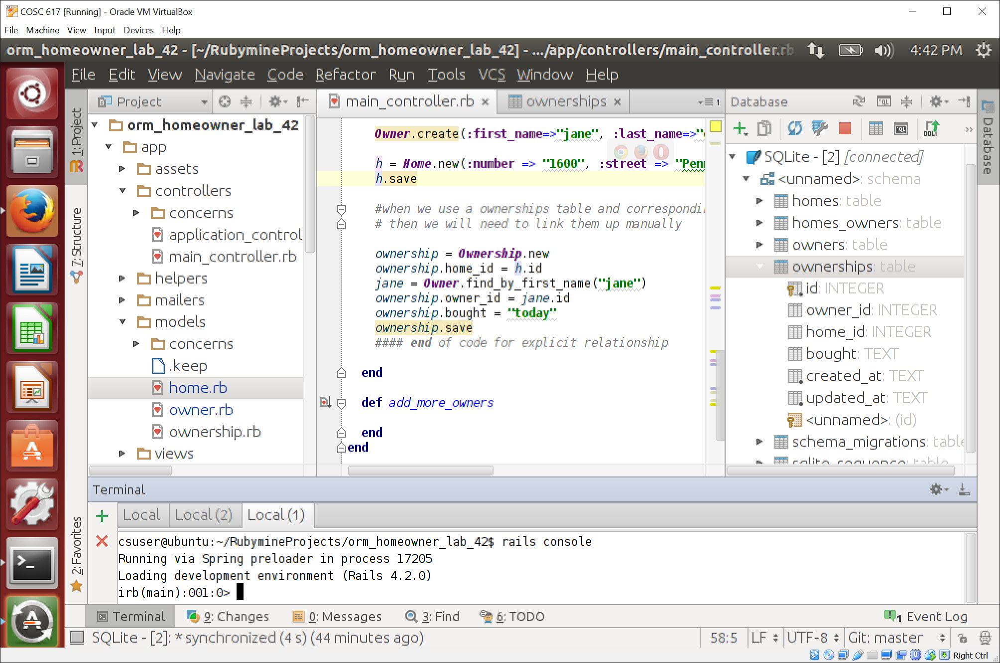 COSC 617 [Running] - Oracle VM VirtualBox
File Machine View Input Devices Help
orm_homeowner_lab_42 - [~/RubymineProjects/orm_homeowner_lab_42] - .../app/controllers/main_controller.rb 4:42 PM
File Edit View Navigate Code Refactor Run Tools VCS Window Help
1: Project
7: Structure
2: Favorites
Project
orm_homeowner_lab_42
app
assets
controllers
concerns
application_control
main_controller.rb
helpers
mailers
models
concerns
.keep
home.rb
owner.rb
ownership.rb
views
main_controller.rb ownerships 1
Owner.create(:first_name=>"jane", :last_name=>"
h = Home.new(:number => "1600", :street => "Penn
h.save
#when we use a ownerships table and correspondi
# then we will need to link them up manually
ownership = Ownership.new
ownership.home_id = h.id
jane = Owner.find_by_first_name("jane")
ownership.owner_id = jane.id
ownership.bought = "today"
ownership.save
#### end of code for explicit relationship
end
def add_more_owners
end
end
Database
SQLite - [2] [connected]
<unnamed>: schema
homes: table
homes_owners: table
owners: table
ownerships: table
id: INTEGER
owner_id: INTEGER
home_id: INTEGER
bought: TEXT
created_at: TEXT
updated_at: TEXT
<unnamed>: (id)
schema_migrations: table
sqlite_sequence: table
Database
Terminal
Local Local (2) Local (1)
csuser@ubuntu:~/RubymineProjects/orm_homeowner_lab_42$ rails console
Running via Spring preloader in process 17205
Loading development environment (Rails 4.2.0)
irb(main):001:0>
Terminal 9: Changes 0: Messages 3: Find 6: TODO 1 Event Log
SQLite - [2]: * synchronized (4 s) (44 minutes ago) 58:5 LF UTF-8 Git: master
Right Ctrl